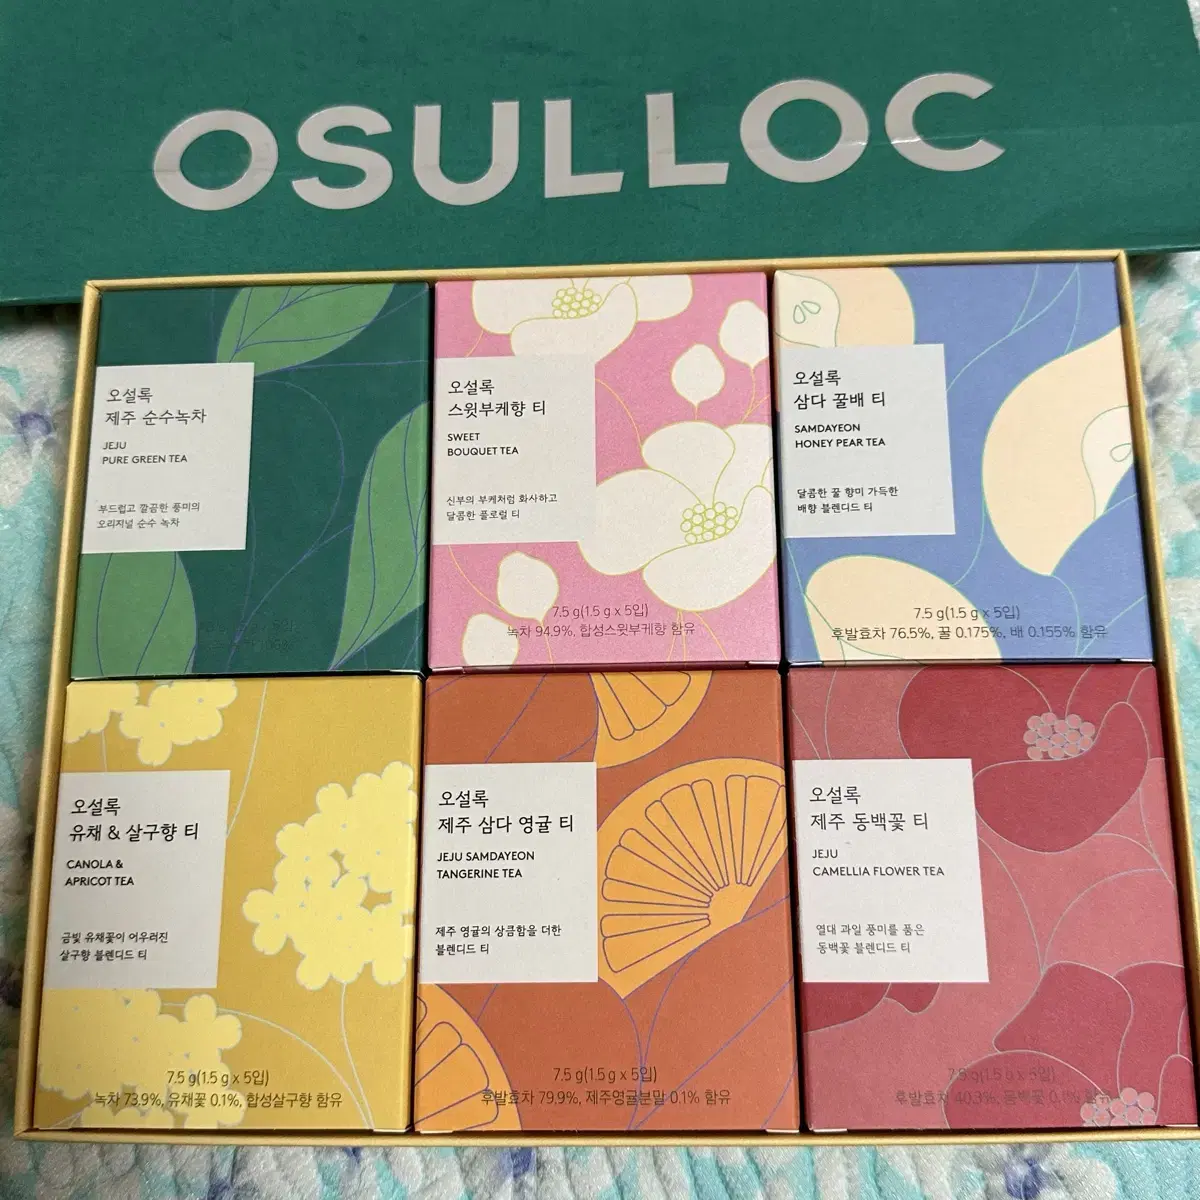 OSULLOC
오설록
제주 순수녹차
JEJU
PURE GREEN TEA
부드럽고 깔끔한 풍미의
오리지널 순수 녹차
오설록
스윗부케향 티
SWEET
BOUQUET TEA
신부의 부케처럼 화사하고
달콤한 플로럴 티
7.5 g(1.5 g x 5입)
녹차 94.9%, 합성스윗부케향 함유
오설록
삼다 꿀배 티
SAMDAYEON
HONEY PEAR TEA
달콤한 꿀 향미 가득한
배향 블렌디드 티
7.5 g(1.5 g x 5입)
후발효차 76.5%, 꿀 0.175%, 배 0.155% 함유
오설록
유채 & 살구향 티
CANOLA &
APRICOT TEA
금빛 유채꽃이 어우러진
살구향 블렌디드 티
7.5 g(1.5 g x 5입)
녹차 73.9%, 유채꽃 0.1%, 합성살구향 함유
오설록
제주 삼다 영귤 티
JEJU SAMDAYEON
TANGERINE TEA
제주 영귤의 상큼함을 더한
블렌디드 티
7.5 g(1.5 g x 5입)
후발효차 79.9%, 제주영귤분말 0.1% 함유
오설록
제주 동백꽃 티
JEJU
CAMELLIA FLOWER TEA
열대 과일 풍미를 품은
동백꽃 블렌디드 티
후발효차 40.3%, 동백꽃 0.1% 함유